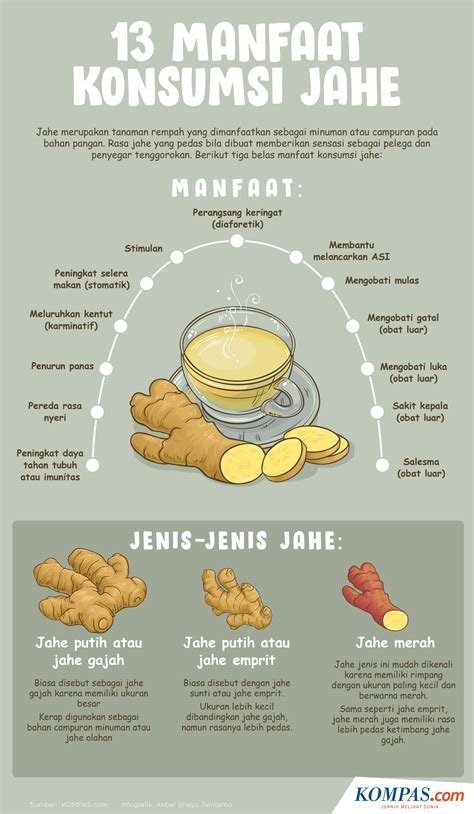 13 MANFAAT
KONSUMSI JAHE
Jahe merupakan tanaman rempah yang dimanfaatkan sebagai minuman atau campuran pada
bahan pangan. Rasa jahe yang pedas bila dibuat memberikan sensasi sebagai pelega dan
penyegar tenggorokan. Berikut tiga belas manfaat konsumsi jahe:
MANFAAT:
Perangsang keringat
(diaforetik)
Stimulan
Peningkat selera
makan (stomatik)
Meluruhkan kentut
(karminatif)
Penurun panas
Pereda rasa
nyeri
Peningkat daya
tahan tubuh
atau imunitas
Membantu
melancarkan ASI
Mengobati mulas
Mengobati gatal
(obat luar)
Mengobati luka
(obat luar)
Sakit kepala
(obat luar)
Salesma
(obat luar)
JENIS-JENIS JAHE:
Jahe putih atau
jahe gajah
Biasa disebut sebagai jahe
gajah karena memiliki ukuran
besar
Kerap digunakan sebagai
bahan campuran minuman atau
jahe olahan
Jahe putih atau
jahe emprit
Biasa disebut dengan jahe
sunti atau jahe emprit.
Ukuran lebih kecil
dibandingkan jahe gajah,
namun rasanya lebih pedas.
Jahe merah
Jahe jenis ini mudah dikenali
karena memiliki rimpang
dengan ukuran paling kecil dan
berwarna merah.
Sama seperti jahe emprit,
jahe merah juga memiliki rasa
lebih pedas ketimbang jahe
gajah.
Sumber: KOMPAS.com Infografik: Akbar Bhayu Tamtomo
KOMPAS.com
JERNIH MELIHAT DUNIA